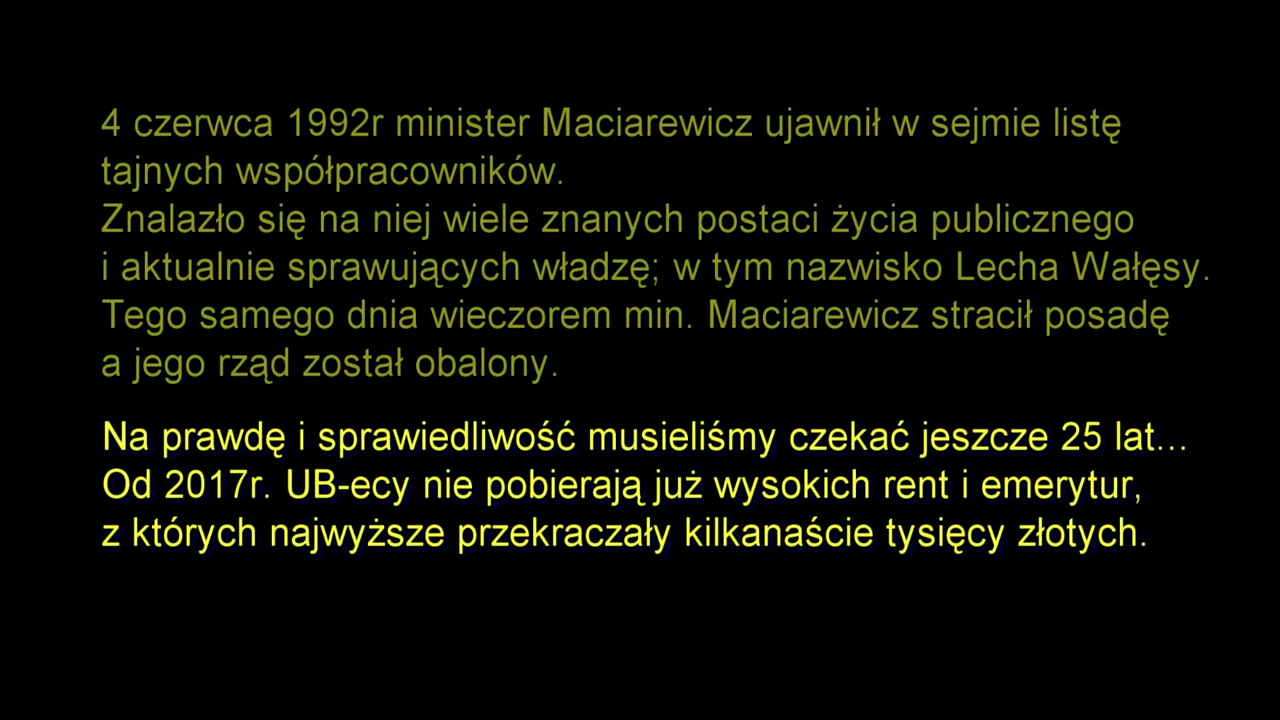 4 czerwca 1992r minister Maciarewicz ujawnił w sejmie listę
tajnych współpracowników.
Znalazło się na niej wiele znanych postaci życia publicznego
i aktualnie sprawujących władzę; w tym nazwisko Lecha Wałęsy.
Tego samego dnia wieczorem min. Maciarewicz stracił posadę
a jego rząd został obalony.
Na prawdę i sprawiedliwość musieliśmy czekać jeszcze 25 lat...
Od 2017r. UB-ecy nie pobierają już wysokich rent i emerytur,
z których najwyższe przekraczały kilkanaście tysięcy złotych.